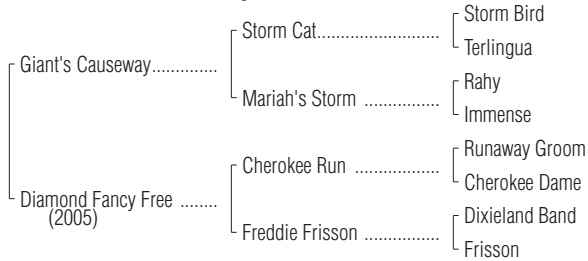 Storm Bird
Storm Cat................................
Terlingua
Giant's Causeway..............
Rahy
Mariah's Storm ................
Immense
Runaway Groom
Cherokee Run ..................
Cherokee Dame
Diamond Fancy Free ........
(2005)
Dixieland Band
Freddie Frisson ................
Frisson